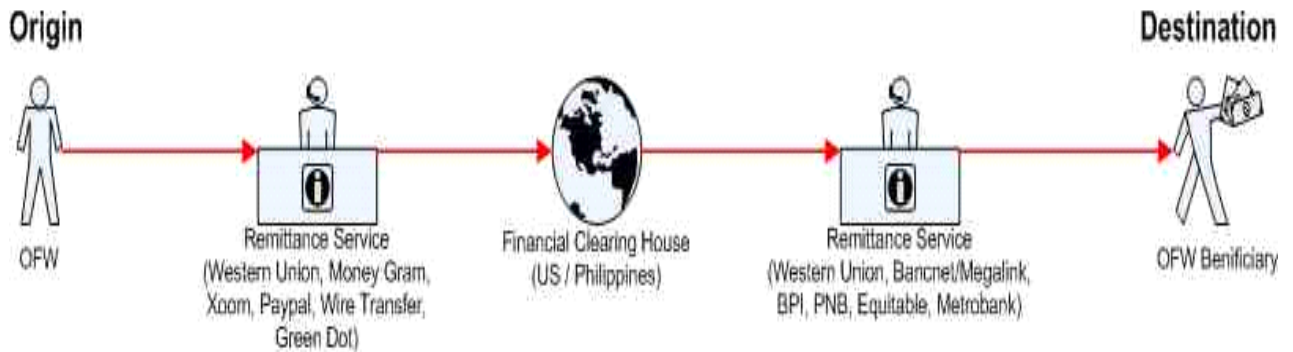 Origin
Destination
OFW
Remittance Service
(Western Union, Money Gram,
Xoom, Paypal, Wire Transfer,
Green Dot)
Financial Clearing House
(US / Philippines)
Remittance Service
(Western Union, Bancnet/Megalink,
BPI, PNB, Equitable, Metrobank)
OFW Benificiary